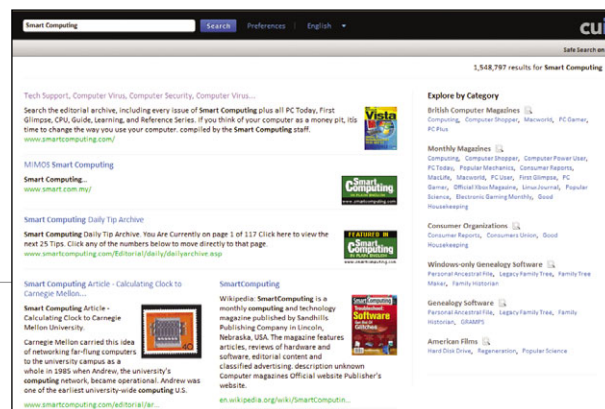 Smart Computing
Search
Preferences
English
cui
Safe Search on
1,548,797 results for Smart Computing
Tech Support, Computer Virus, Computer Security, Computer Virus...
Search the editorial archive, including every issue of Smart Computing plus all PC Today, First
Glimpse, CPU, Guide, Learning, and Reference Series. If you think of your computer as a money pit, its
time to change the way you use your computer. compiled by the Smart Computing staff.
www.smartcomputing.com/
Vista
MIMOS Smart Computing
Smart Computing...
www.smart.com.my/
Smart
Computing
Smart Computing Daily Tip Archive
Smart Computing Daily Tip Archive. You Are Currently on page 1 of 117 Click here to view the
next 25 Tips. Click any of the numbers below to move directly to that page.
www.smartcomputing.com/Editorial/daily/dailyarchive.asp
FEATURED IN
Smart
Computing
Smart Computing Article - Calculating Clock to
Carnegie Mellon...
Smart Computing Article -
Calculating Clock to Carnegie
Mellon University.
Carnegie Mellon carried this idea
of networking far-flung computers
to the university campus as a
whole in 1985 when Andrew, the university's
computing network, became operational. Andrew was
one of the earliest university-wide computing U.S.
www.smartcomputing.com/editorial/ar...
40
SmartComputing
Wikipedia: SmartComputing is a
monthly computing and technology
magazine published by Sandhills
Publishing Company in Lincoln,
Nebraska, USA. The magazine features
articles, reviews of hardware and
software, editorial content and
classified advertising. description unknown
Computer magazines Official website Publisher's
website.
en.wikipedia.org/wiki/SmartComputin...
Smart Computing
Software
Explore by Category
British Computer Magazines
Computing, Computer Shopper, Macworld, PC Gamer,
PC Plus
Monthly Magazines
Computing, Computer Shopper, Computer Power User,
PC Today, Popular Mechanics, Consumer Reports,
MacLife, Macworld, PC User, First Glimpse, PC
Gamer, Official Xbox Magazine, Linux Journal, Popular
Science, Electronic Gaming Monthly, Good
Housekeeping
Consumer Organizations
Consumer Reports, Consumers Union, Good
Housekeeping
Windows-only Genealogy Software
Personal Ancestral File, Legacy Family Tree, Family Tree
Maker, Family Historian
Genealogy Software
Personal Ancestral File, Legacy Family Tree, Family
Historian, GRAMPS
American Films
Hard Disk Drive, Regeneration, Popular Science